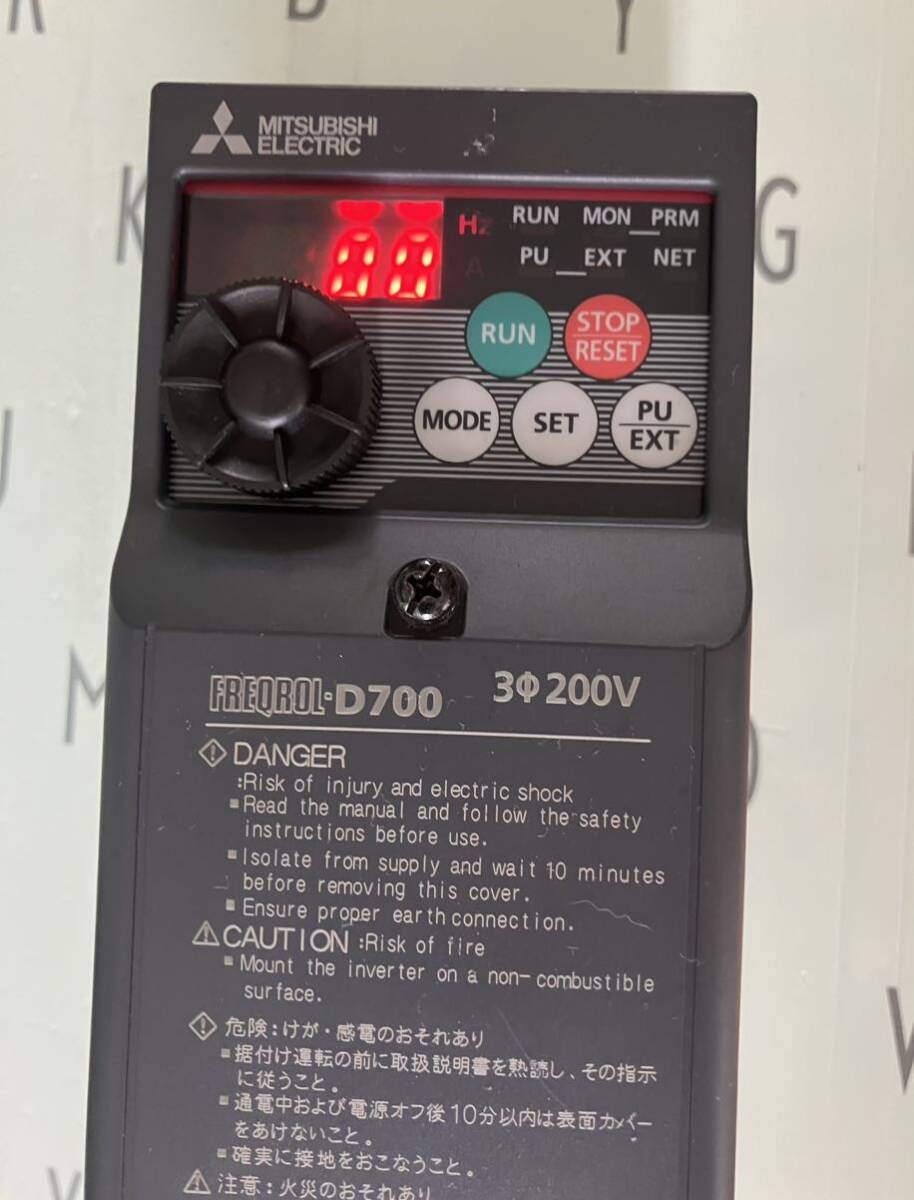 MITSUBISHI
ELECTRIC
Hz
A
RUN MON PRM
PU EXT NET
RUN
STOP
RESET
MODE
SET
PU
EXT
FREQROL-D700 3Φ200V
DANGER
:Risk of injury and electric shock
Read the manual and follow the safety
instructions before use.
Isolate from supply and wait 10 minutes
before removing this cover.
Ensure proper earth connection.
CAUTION :Risk of fire
Mount the inverter on a non-combustible
surface.
危険:けが・感電のおそれあり
据付け運転の前に取扱説明書を熟読し、その指示
に従うこと。
通電中および電源オフ後10分以内は表面カバー
をあけないこと。
確実に接地をおこなうこと。
注意:火災のおそれあり